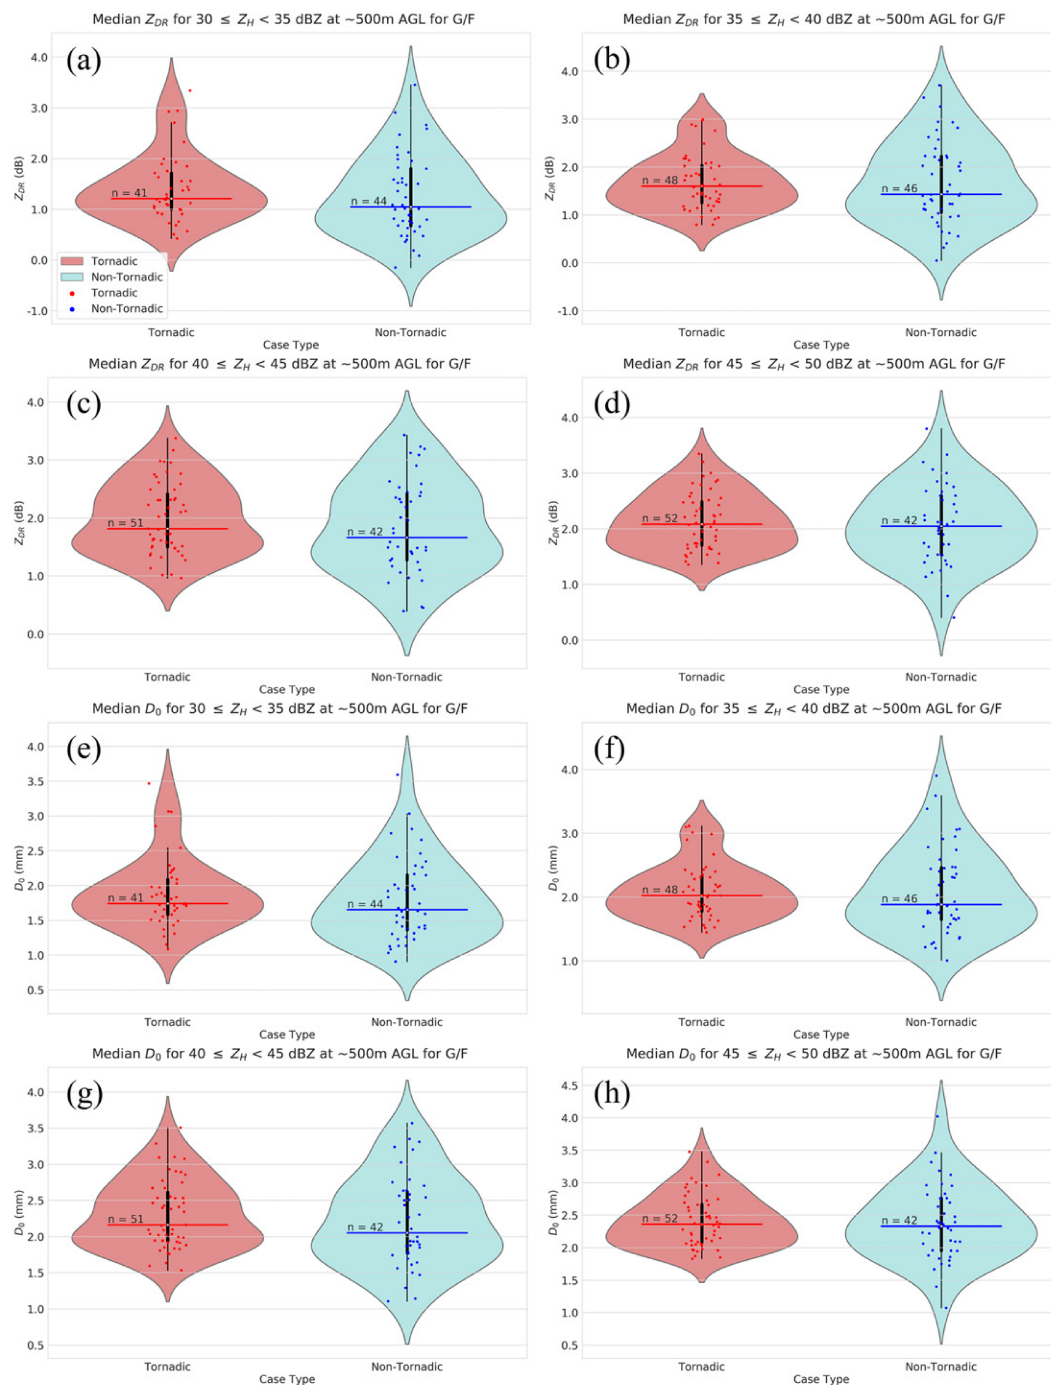 Median Z_DR for 30 ≤ Z_H < 35 dBZ at ~500m AGL for G/F
(a)
4.0
3.0
2.0
1.0
0.0
-1.0
Z_DR (dB)
n = 41
n = 44
Tornadic
Non-Tornadic
Tornadic
Non-Tornadic
Tornadic
Non-Tornadic
Case Type
Median Z_DR for 35 ≤ Z_H < 40 dBZ at ~500m AGL for G/F
(b)
4.0
3.0
2.0
1.0
0.0
-1.0
n = 48
n = 46
Tornadic
Non-Tornadic
Case Type
Median Z_DR for 40 ≤ Z_H < 45 dBZ at ~500m AGL for G/F
(c)
4.0
3.0
2.0
1.0
0.0
Z_DR (dB)
n = 51
n = 42
Tornadic
Non-Tornadic
Case Type
Median Z_DR for 45 ≤ Z_H < 50 dBZ at ~500m AGL for G/F
(d)
4.0
3.0
2.0
1.0
0.0
n = 52
n = 42
Tornadic
Non-Tornadic
Case Type
Median D_0 for 30 ≤ Z_H < 35 dBZ at ~500m AGL for G/F
(e)
4.0
3.5
3.0
2.5
2.0
1.5
1.0
0.5
D_0 (mm)
n = 41
n = 44
Tornadic
Non-Tornadic
Case Type
Median D_0 for 35 ≤ Z_H < 40 dBZ at ~500m AGL for G/F
(f)
4.0
3.0
2.0
1.0
D_0 (mm)
n = 48
n = 46
Tornadic
Non-Tornadic
Case Type
Median D_0 for 40 ≤ Z_H < 45 dBZ at ~500m AGL for G/F
(g)
4.0
3.5
3.0
2.5
2.0
1.5
1.0
0.5
D_0 (mm)
n = 51
n = 42
Tornadic
Non-Tornadic
Case Type
Median D_0 for 45 ≤ Z_H < 50 dBZ at ~500m AGL for G/F
(h)
4.5
4.0
3.5
3.0
2.5
2.0
1.5
1.0
0.5
D_0 (mm)
n = 52
n = 42
Tornadic
Non-Tornadic
Case Type